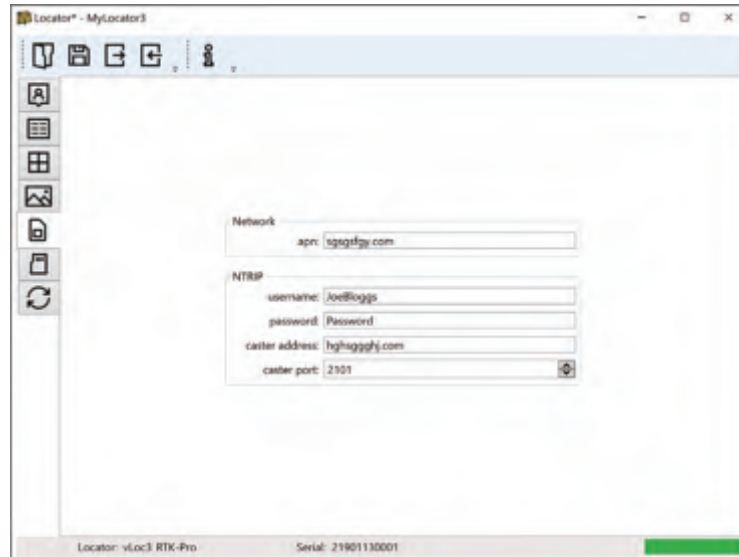 Locator* - MyLocator3
Network
apn: sgsgsfgy.com
NTRIP
username: JoeBloggs
password: Password
caster address: hghsggghj.com
caster port: 2101
Locator: vLoc3 RTK-Pro Serial: 21901130001